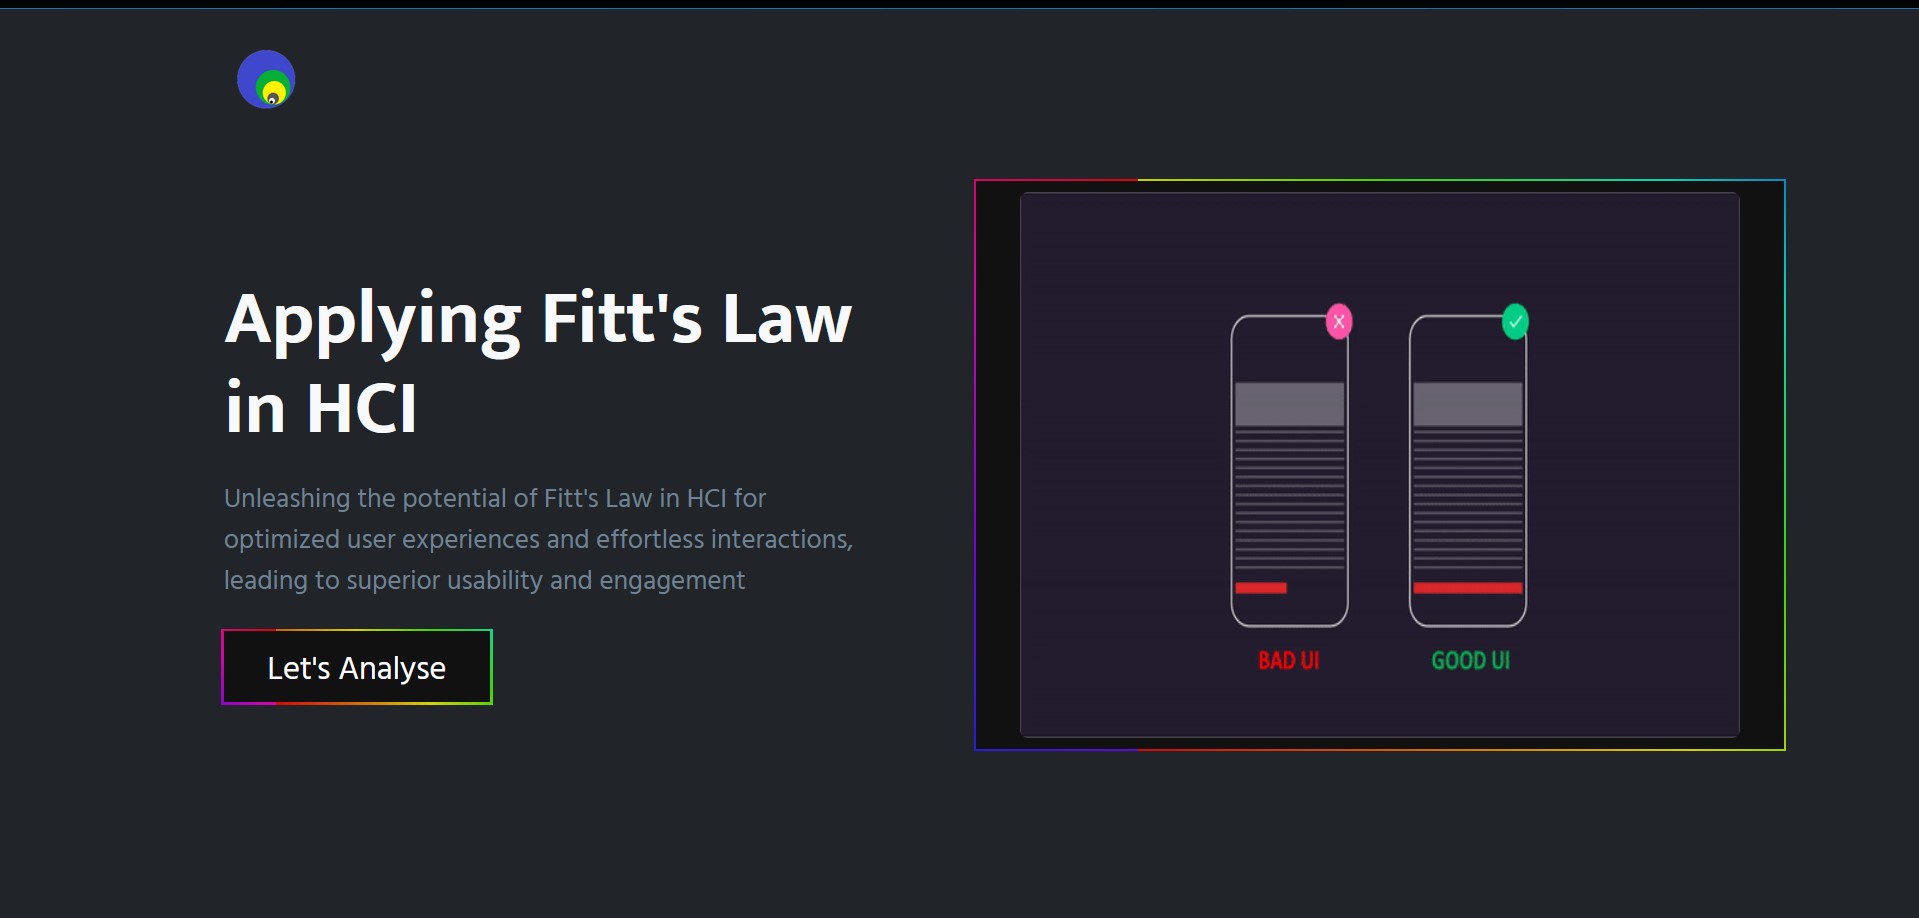 Applying Fitt's Law
in HCI
Unleashing the potential of Fitt's Law in HCI for
optimized user experiences and effortless interactions,
leading to superior usability and engagement
Let's Analyse
BAD UI
GOOD UI